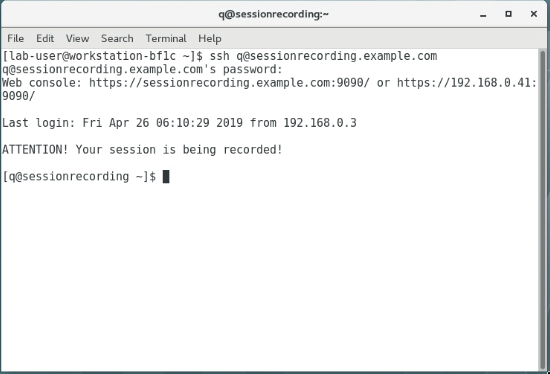 q@sessionrecording:~
File Edit View Search Terminal Help
[lab-user@workstation-bf1c ~]$ ssh q@sessionrecording.example.com
q@sessionrecording.example.com's password:
Web console: https://sessionrecording.example.com:9090/ or https://192.168.0.41:
9090/
Last login: Fri Apr 26 06:10:29 2019 from 192.168.0.3
ATTENTION! Your session is being recorded!
[q@sessionrecording ~]$